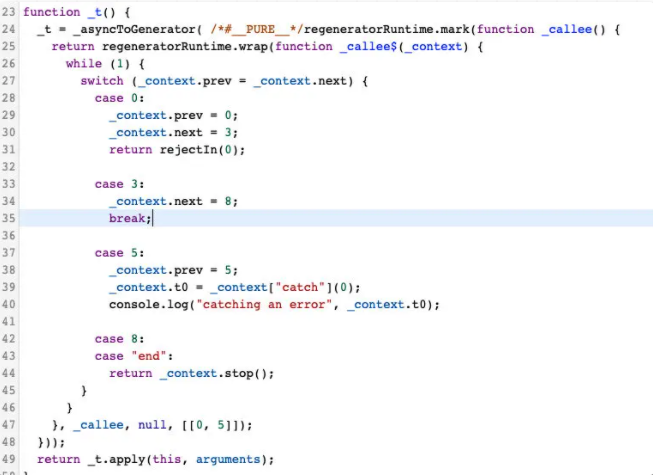 23 function _t() {
24   _t = _asyncToGenerator( /*#__PURE__*/regeneratorRuntime.mark(function _callee() {
25     return regeneratorRuntime.wrap(function _callee$(_context) {
26       while (1) {
27         switch (_context.prev = _context.next) {
28           case 0:
29             _context.prev = 0;
30             _context.next = 3;
31             return rejectIn(0);
32
33           case 3:
34             _context.next = 8;
35             break;
36
37           case 5:
38             _context.prev = 5;
39             _context.t0 = _context["catch"](0);
40             console.log("catching an error", _context.t0);
41
42           case 8:
43           case "end":
44             return _context.stop();
45         }
46       }
47     }, _callee, null, [[0, 5]]);
48   }));
49   return _t.apply(this, arguments);